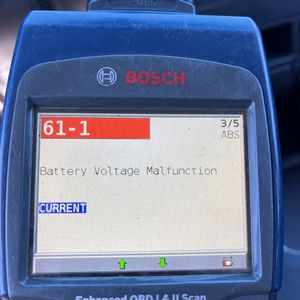 BOSCH
61-1
3/5
ABS
Battery Voltage Malfunction
CURRENT
Enhanced OBD I & II Scan